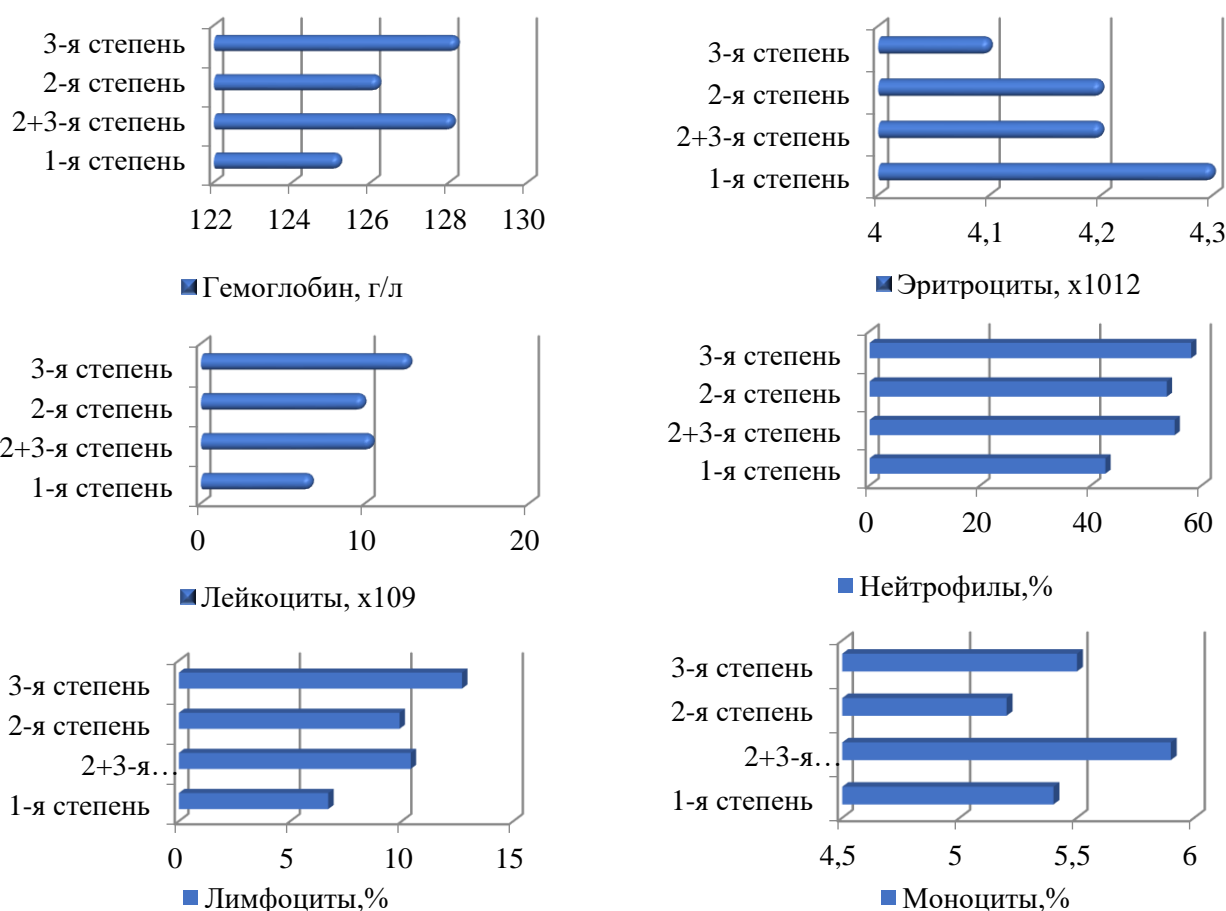 3-я степень
2-я степень
2+3-я степень
1-я степень
122 124 126 128 130
Гемоглобин, г/л
3-я степень
2-я степень
2+3-я степень
1-я степень
4 4,1 4,2 4,3
Эритроциты, х1012
3-я степень
2-я степень
2+3-я степень
1-я степень
0 10 20
Лейкоциты, х109
3-я степень
2-я степень
2+3-я степень
1-я степень
0 20 40 60
Нейтрофилы,%
3-я степень
2-я степень
2+3-я…
1-я степень
0 5 10 15
Лимфоциты,%
3-я степень
2-я степень
2+3-я…
1-я степень
4,5 5 5,5 6
Моноциты,%